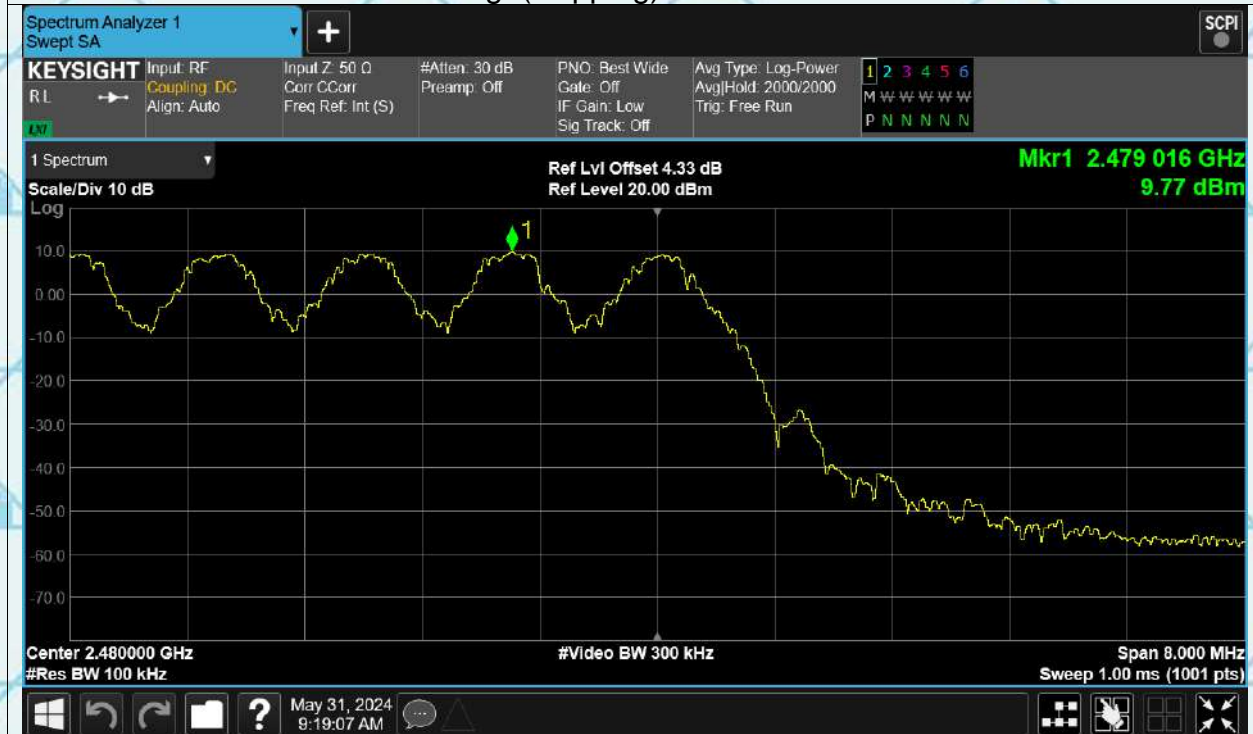 Spectrum Analyzer 1
Swept SA
+
SCPI
KEYSIGHT
RL
LXI
Input: RF
Coupling: DC
Align: Auto
Input Z: 50 Ω
Corr CCorr
Freq Ref: Int (S)
#Atten: 30 dB
Preamp: Off
PNO: Best Wide
Gate: Off
IF Gain: Low
Sig Track: Off
Avg Type: Log-Power
Avg|Hold: 2000/2000
Trig: Free Run
1 2 3 4 5 6
M W W W W W
P N N N N N
1 Spectrum
Scale/Div 10 dB
Log
Ref Lvl Offset 4.33 dB
Ref Level 20.00 dBm
Mkr1 2.479 016 GHz
9.77 dBm
1
10.0
0.00
-10.0
-20.0
-30.0
-40.0
-50.0
-60.0
-70.0
Center 2.480000 GHz
#Res BW 100 kHz
#Video BW 300 kHz
Span 8.000 MHz
Sweep 1.00 ms (1001 pts)
?
May 31, 2024
9:19:07 AM